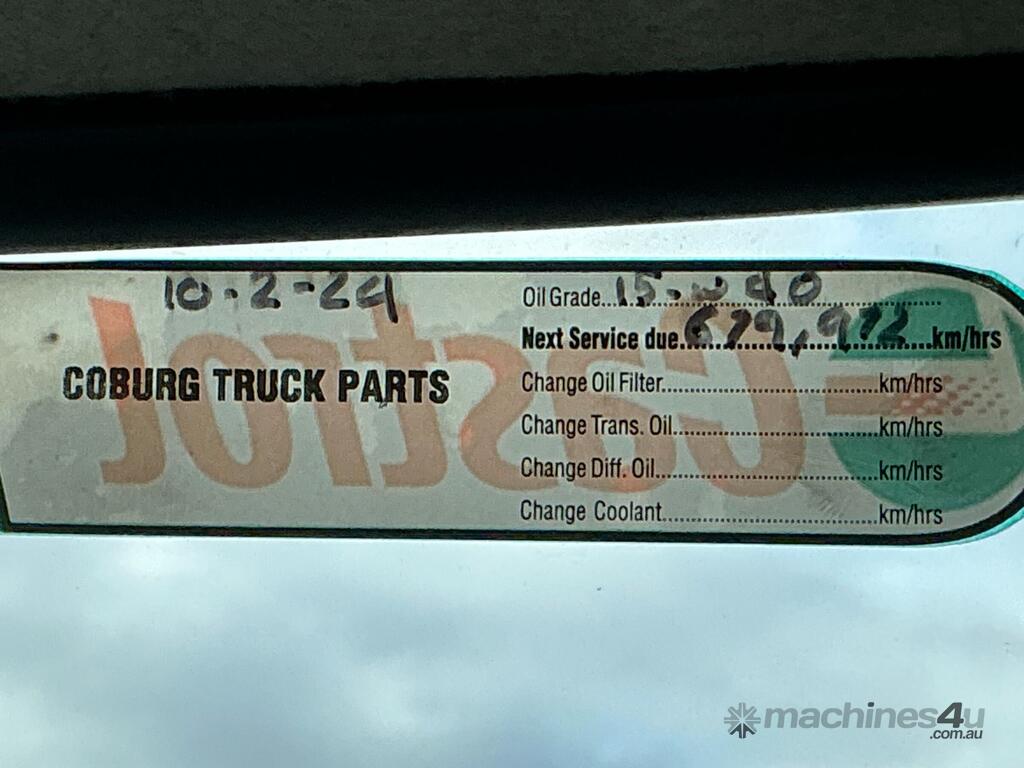 10-2-24
COBURG TRUCK PARTS
Castrol
Oil Grade 15-w40
Next Service due 679,972 km/hrs
Change Oil Filter km/hrs
Change Trans. Oil km/hrs
Change Diff. Oil km/hrs
Change Coolant km/hrs
machines4u
.com.au